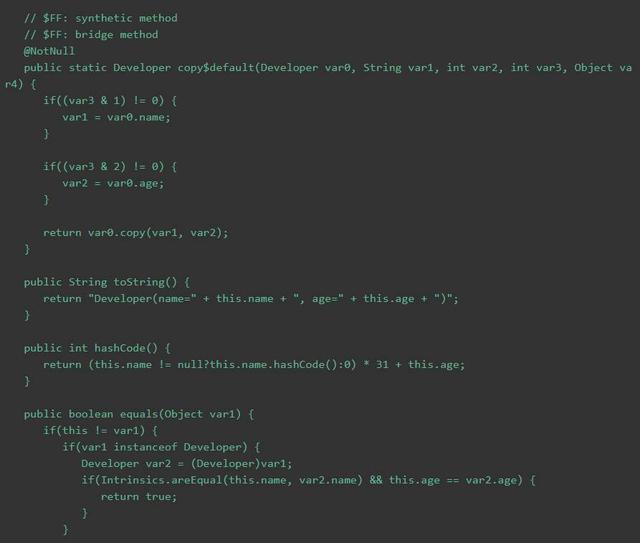 // $FF: synthetic method
// $FF: bridge method
@NotNull
public static Developer copy$default(Developer var0, String var1, int var2, int var3, Object va
r4) {
if((var3 & 1) != 0) {
var1 = var0.name;
}
if((var3 & 2) != 0) {
var2 = var0.age;
}
return var0.copy(var1, var2);
}
public String toString() {
return "Developer(name=" + this.name + ", age=" + this.age + ")";
}
public int hashCode() {
return (this.name != null?this.name.hashCode():0) * 31 + this.age;
}
public boolean equals(Object var1) {
if(this != var1) {
if(var1 instanceof Developer) {
Developer var2 = (Developer)var1;
if(Intrinsics.areEqual(this.name, var2.name) && this.age == var2.age) {
return true;
}
}